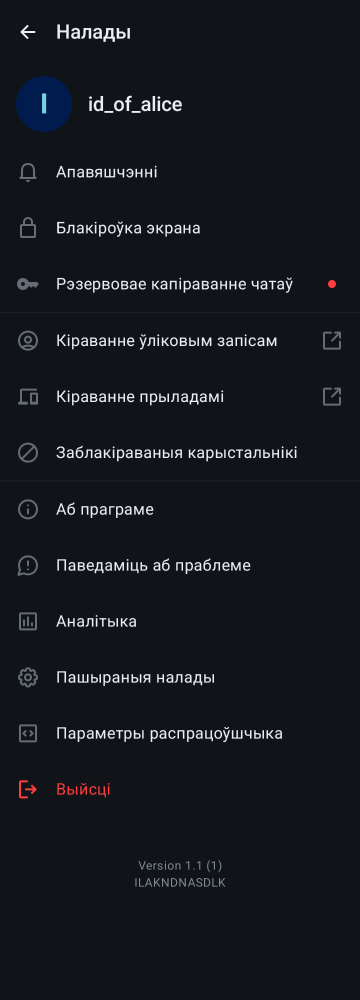 Налады
I
id_of_alice
Апавяшчэнні
Блакіроўка экрана
Рэзервовае капіраванне чатаў
Кіраванне ўліковым запісам
Кіраванне прыладамі
Заблакіраваныя карыстальнікі
Аб праграме
Паведаміць аб праблеме
Аналітыка
Пашыраныя налады
Параметры распрацоўшчыка
Выйсці
Version 1.1 (1)
ILAKNDNASDLK